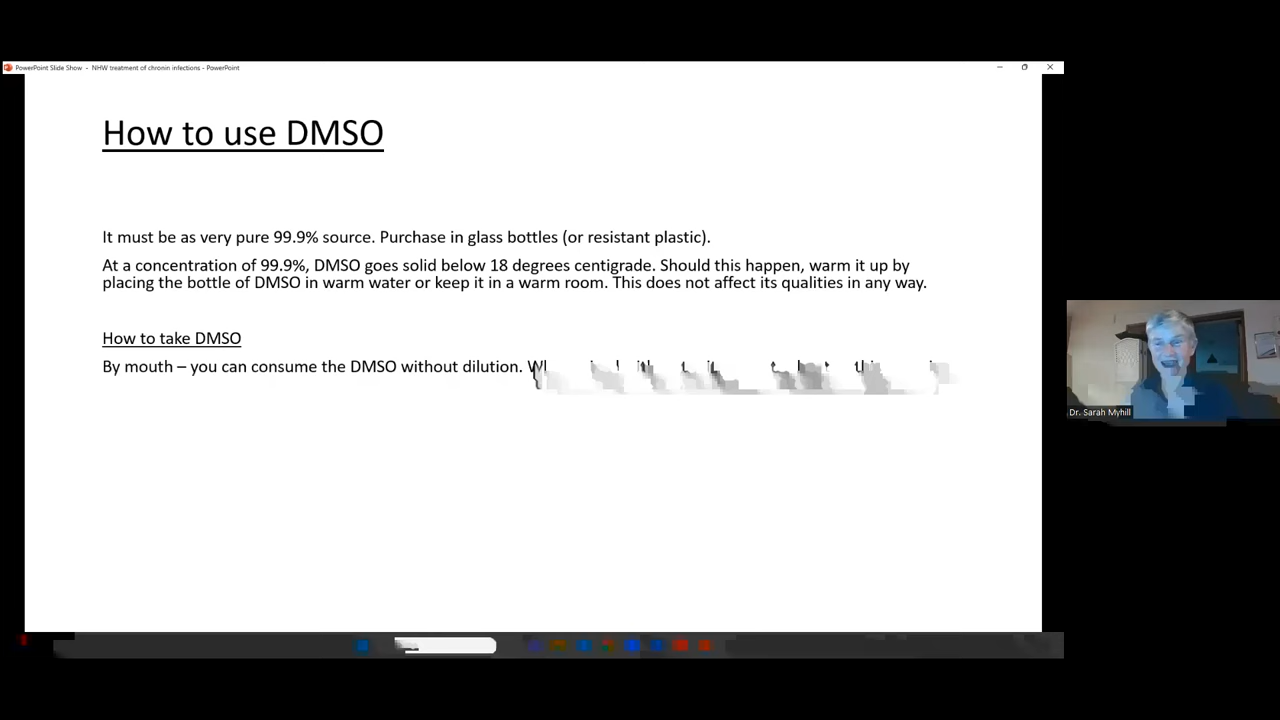 PowerPoint Slide Show - NHW treatment of chronin infections - PowerPoint
How to use DMSO
It must be as very pure 99.9% source. Purchase in glass bottles (or resistant plastic).
At a concentration of 99.9%, DMSO goes solid below 18 degrees centigrade. Should this happen, warm it up by
placing the bottle of DMSO in warm water or keep it in a warm room. This does not affect its qualities in any way.
How to take DMSO
By mouth – you can consume the DMSO without dilution.
Dr. Sarah Myhill